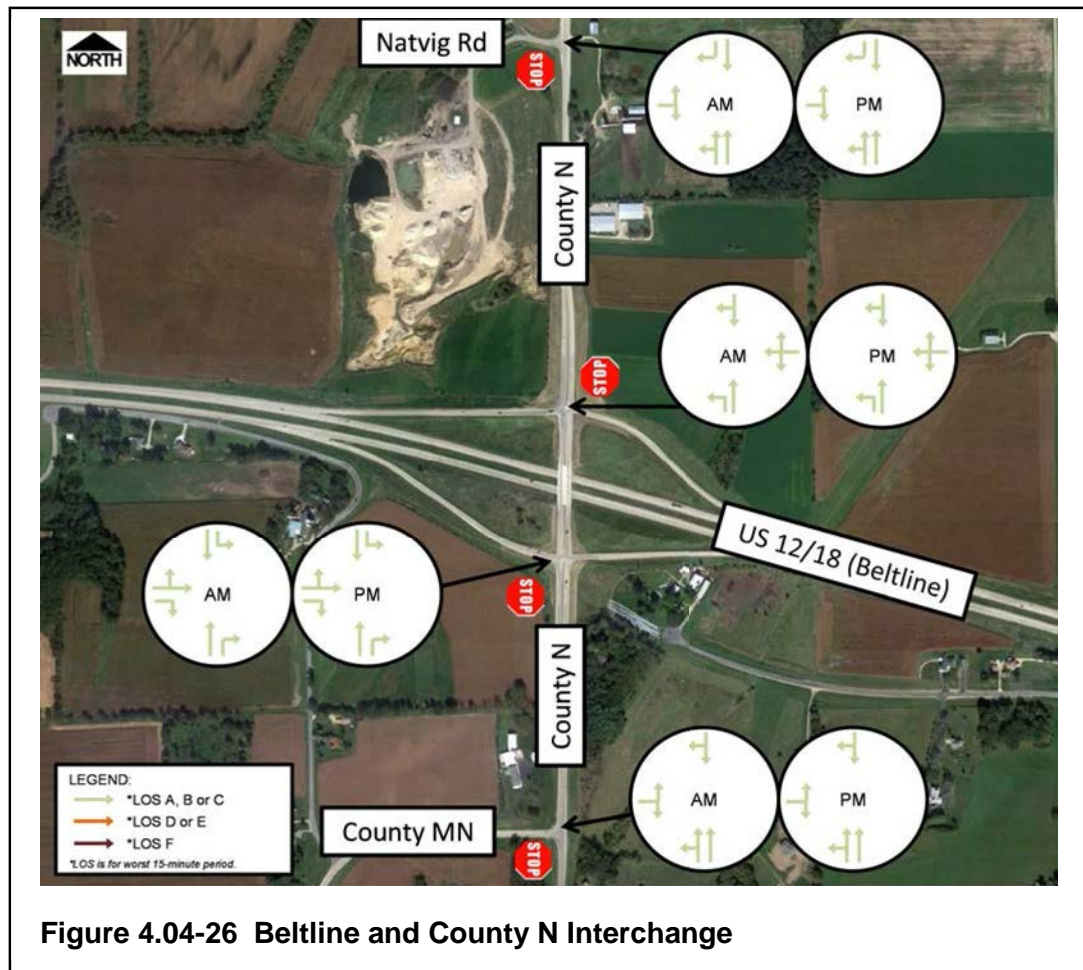 NORTH
Natvig Rd
STOP
AM
PM
County N
AM
PM
STOP
US 12/18 (Beltline)
AM
PM
STOP
County N
AM
PM
County MN
STOP
LEGEND:
*LOS A, B or C
*LOS D or E
*LOS F
*LOS is for worst 15-minute period.
Figure 4.04-26 Beltline and County N Interchange